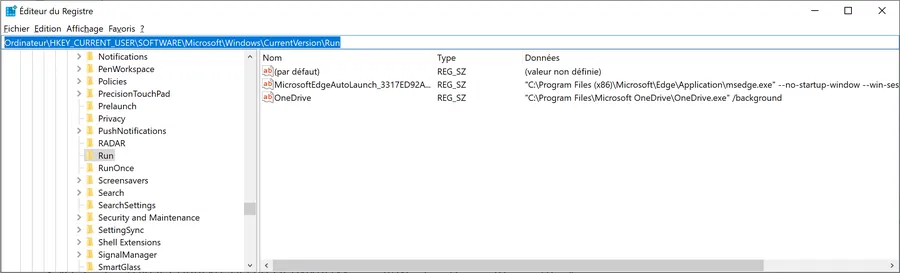 Éditeur du Registre
Fichier Edition Affichage Favoris ?
Ordinateur\HKEY_CURRENT_USER\SOFTWARE\Microsoft\Windows\CurrentVersion\Run
Notifications
PenWorkspace
Policies
PrecisionTouchPad
Prelaunch
Privacy
PushNotifications
RADAR
Run
RunOnce
Screensavers
Search
SearchSettings
Security and Maintenance
SettingSync
Shell Extensions
SignalManager
SmartGlass
Nom Type Données
(par défaut) REG_SZ (valeur non définie)
MicrosoftEdgeAutoLaunch_3317ED92A... REG_SZ "C:\Program Files (x86)\Microsoft\Edge\Application\msedge.exe" --no-startup-window --win-ses
OneDrive REG_SZ "C:\Program Files\Microsoft OneDrive\OneDrive.exe" /background